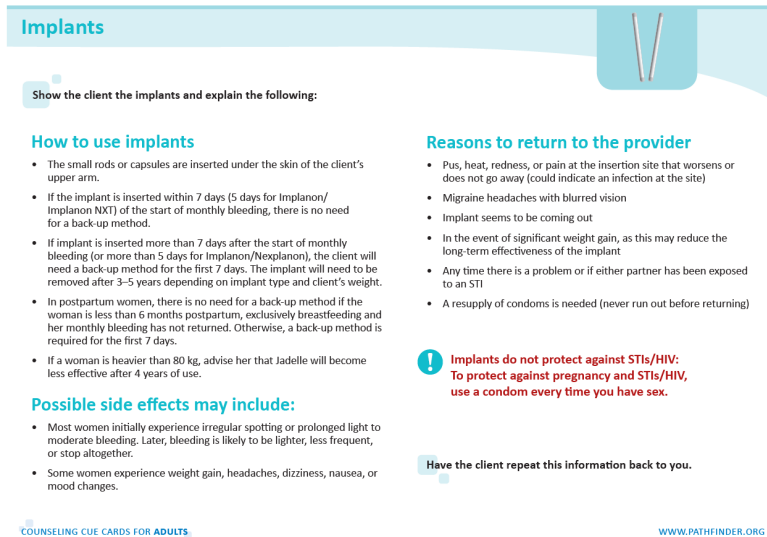 Implants
Show the client the implants and explain the following:
How to use implants
• The small rods or capsules are inserted under the skin of the client's
upper arm.
• If the implant is inserted within 7 days (5 days for Implanon/
Implanon NXT) of the start of monthly bleeding, there is no need
for a back-up method.
• If implant is inserted more than 7 days after the start of monthly
bleeding (or more than 5 days for Implanon/Nexplanon), the client will
need a back-up method for the first 7 days. The implant will need to be
removed after 3–5 years depending on implant type and client's weight.
• In postpartum women, there is no need for a back-up method if the
woman is less than 6 months postpartum, exclusively breastfeeding and
her monthly bleeding has not returned. Otherwise, a back-up method is
required for the first 7 days.
• If a woman is heavier than 80 kg, advise her that Jadelle will become
less effective after 4 years of use.
Possible side effects may include:
• Most women initially experience irregular spotting or prolonged light to
moderate bleeding. Later, bleeding is likely to be lighter, less frequent,
or stop altogether.
• Some women experience weight gain, headaches, dizziness, nausea, or
mood changes.
Reasons to return to the provider
• Pus, heat, redness, or pain at the insertion site that worsens or
does not go away (could indicate an infection at the site)
• Migraine headaches with blurred vision
• Implant seems to be coming out
• In the event of significant weight gain, as this may reduce the
long-term effectiveness of the implant
• Any time there is a problem or if either partner has been exposed
to an STI
• A resupply of condoms is needed (never run out before returning)
! Implants do not protect against STIs/HIV:
To protect against pregnancy and STIs/HIV,
use a condom every time you have sex.
Have the client repeat this information back to you.
COUNSELING CUE CARDS FOR ADULTS
WWW.PATHFINDER.ORG